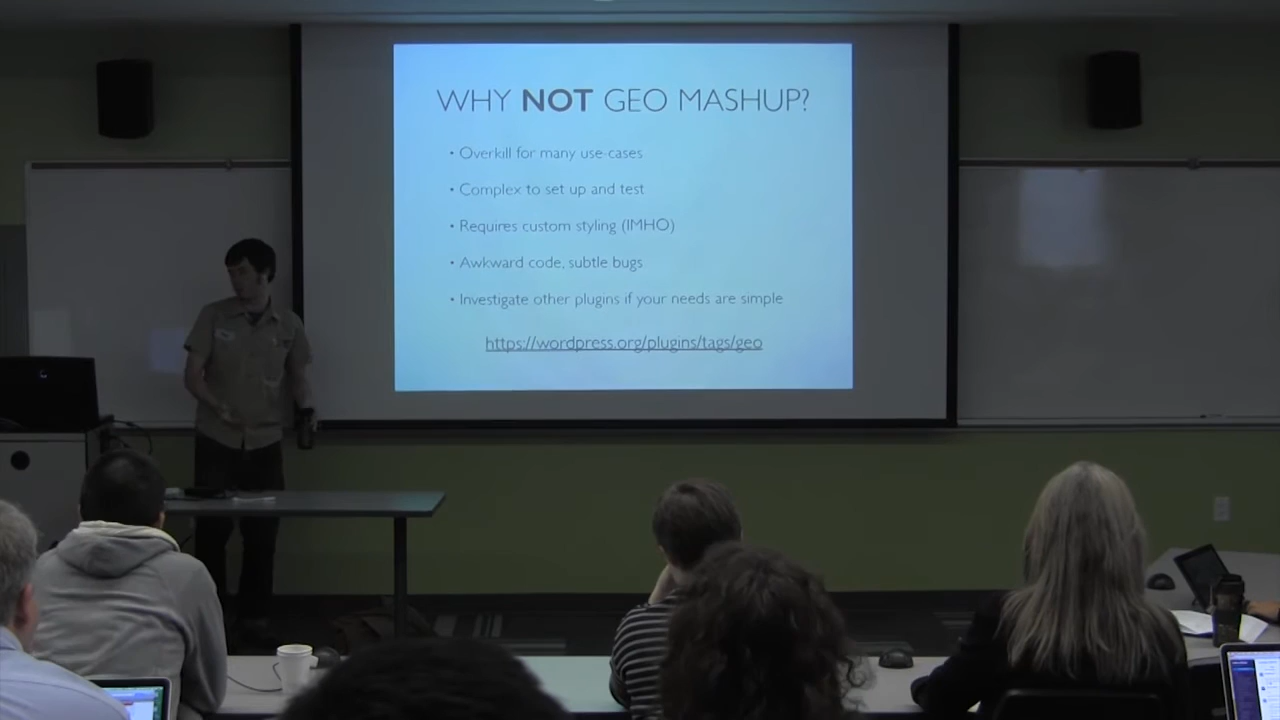 WHY NOT GEO MASHUP?
• Overkill for many use-cases
• Complex to set up and test
• Requires custom styling (IMHO)
• Awkward code, subtle bugs
• Investigate other plugins if your needs are simple
https://wordpress.org/plugins/tags/geo